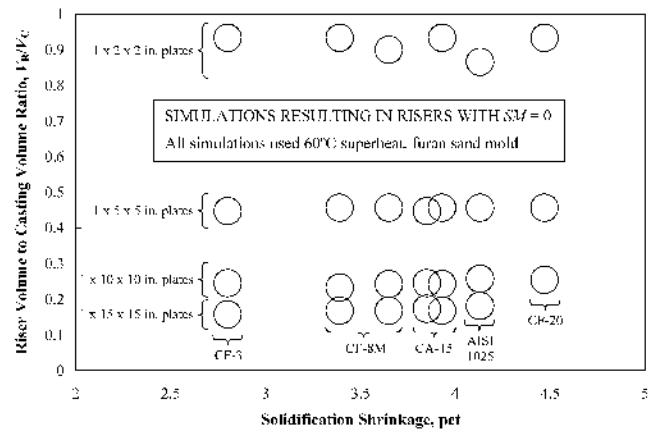 Riser Volume to Casting Volume Ratio, VR/VC
1
0.9
0.8
0.7
0.6
0.5
0.4
0.3
0.2
0.1
0
1 x 2 x 2 in. plates
SIMULATIONS RESULTING IN RISERS WITH SM = 0
All simulations used 60°C superheat, furan sand mold
1 x 5 x 5 in. plates
1 x 10 x 10 in. plates
1 x 15 x 15 in. plates
CF-3
CF-8M
CA-15
AISI
1025
CF-20
2
2.5
3
3.5
4
4.5
5
Solidification Shrinkage, pct